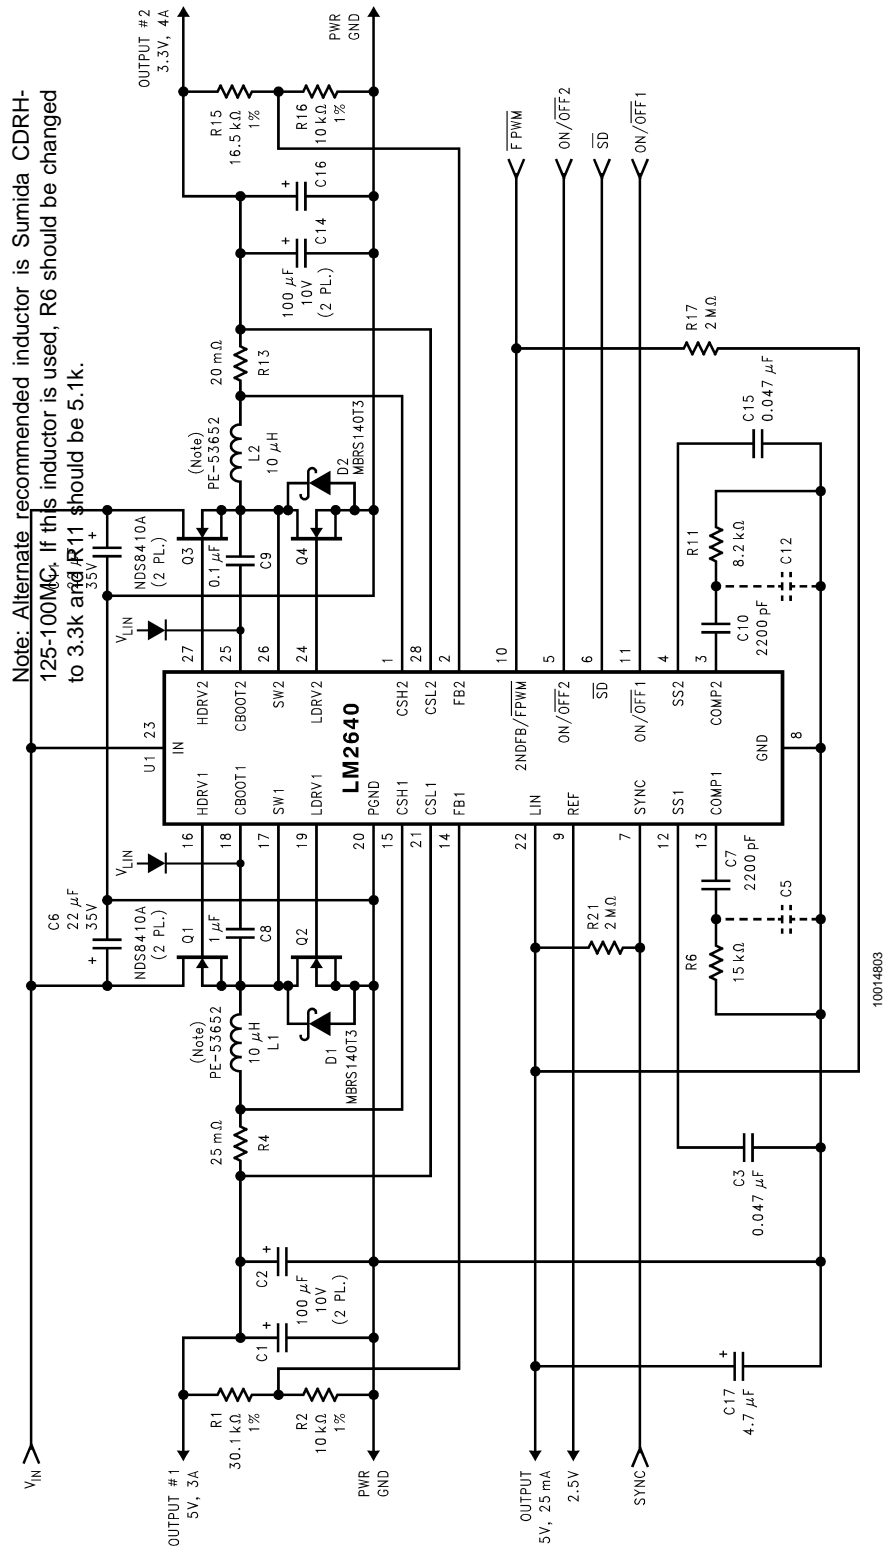 Note: Alternate recommended inductor is Sumida CDRH-
125-100MC. If this inductor is used, R6 should be changed
to 3.3k and R11 should be 5.1k.
VIN
C6
22 μF
35V
+
35V
+
OUTPUT #1
5V, 3A
R1
30.1 kΩ
1%
R2
10 kΩ
1%
PWR
GND
C1
+
C2
+
100 μF
10V
(2 PL.)
25 mΩ
R4
(Note)
PE-53652
10 μH
L1
D1
MBRS140T3
NDS8410A
(2 PL.)
Q1
1 μF
C8
Q2
VLIN
U1
23
IN
LM2640
16
HDRV1
18
CBOOT1
17
SW1
19
LDRV1
20
PGND
15
CSH1
21
CSL1
14
FB1
22
LIN
9
REF
7
SYNC
12
SS1
13
COMP1
GND
8
HDRV2
27
CBOOT2
25
SW2
26
LDRV2
24
CSH2
1
CSL2
28
FB2
2
2NDFB/FPWM
10
ON/OFF2
5
SD
6
ON/OFF1
11
SS2
4
COMP2
3
VLIN
NDS8410A
(2 PL.)
Q3
0.1 μF
C9
Q4
(Note)
PE-53652
L2
10 μH
D2
MBRS140T3
20 mΩ
R13
100 μF
10V
(2 PL.)
+
C14
+
C16
OUTPUT #2
3.3V, 4A
R15
16.5 kΩ
1%
R16
10 kΩ
1%
PWR
GND
FPWM
ON/OFF2
SD
ON/OFF1
R17
2 MΩ
C15
0.047 μF
R11
8.2 kΩ
C12
C10
2200 pF
OUTPUT
5V, 25 mA
2.5V
SYNC
C17
4.7 μF
+
C3
0.047 μF
R21
2 MΩ
R6
15 kΩ
C7
2200 pF
C5
10014803